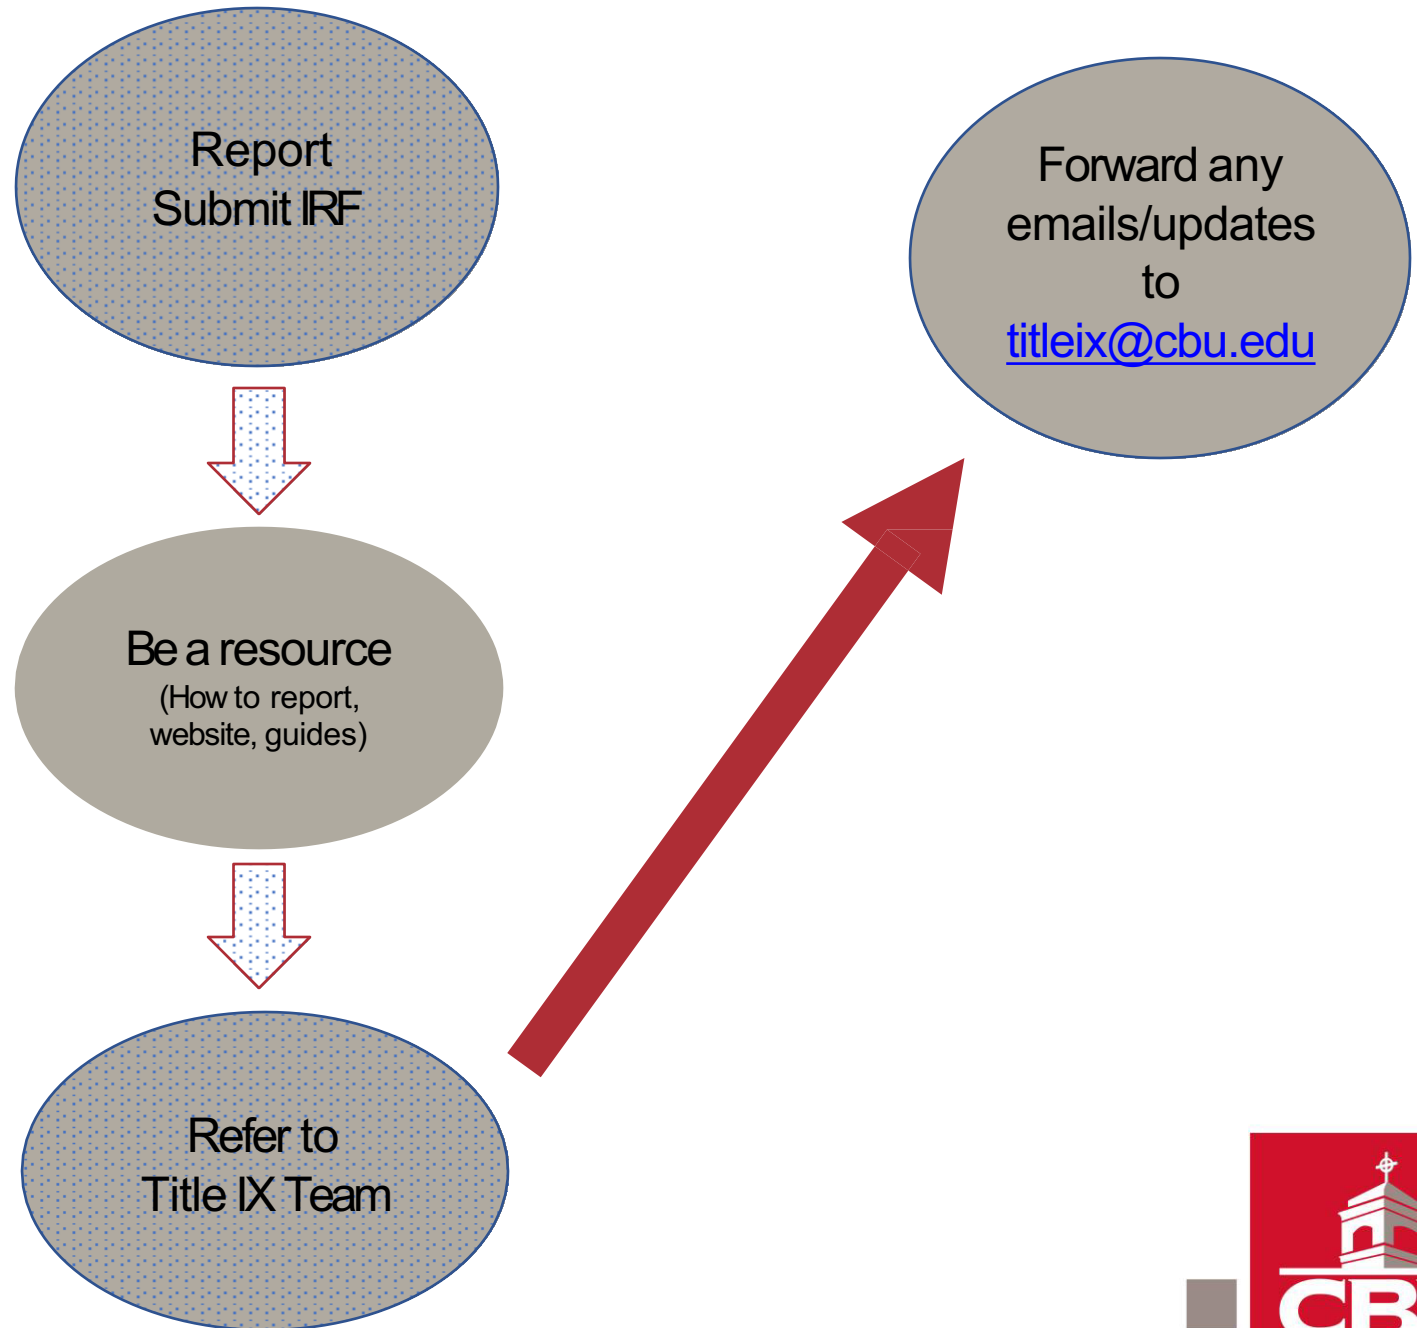 Report
Submit IRF
Be a resource
(How to report,
website, guides)
Refer to
Title IX Team
Forward any
emails/updates
to
titleix@cbu.edu
CB